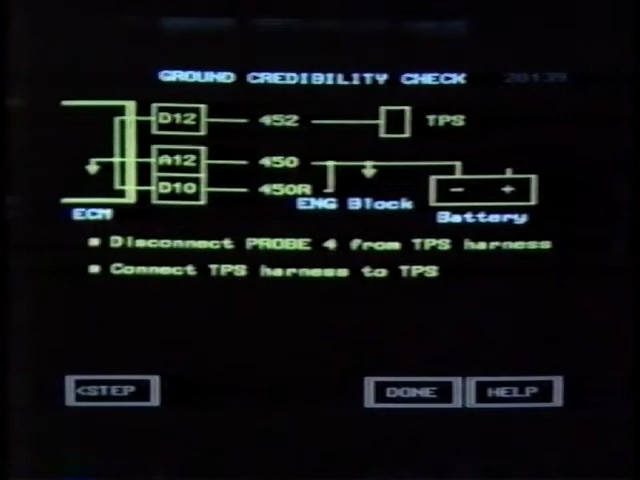 GROUND CREDIBILITY CHECK 20139
D12 452 TPS
A12 450
D10 450R
ENG Block
ECM
Battery
- +
▪ Disconnect PROBE 4 from TPS harness
▪ Connect TPS harness to TPS
<STEP DONE HELP